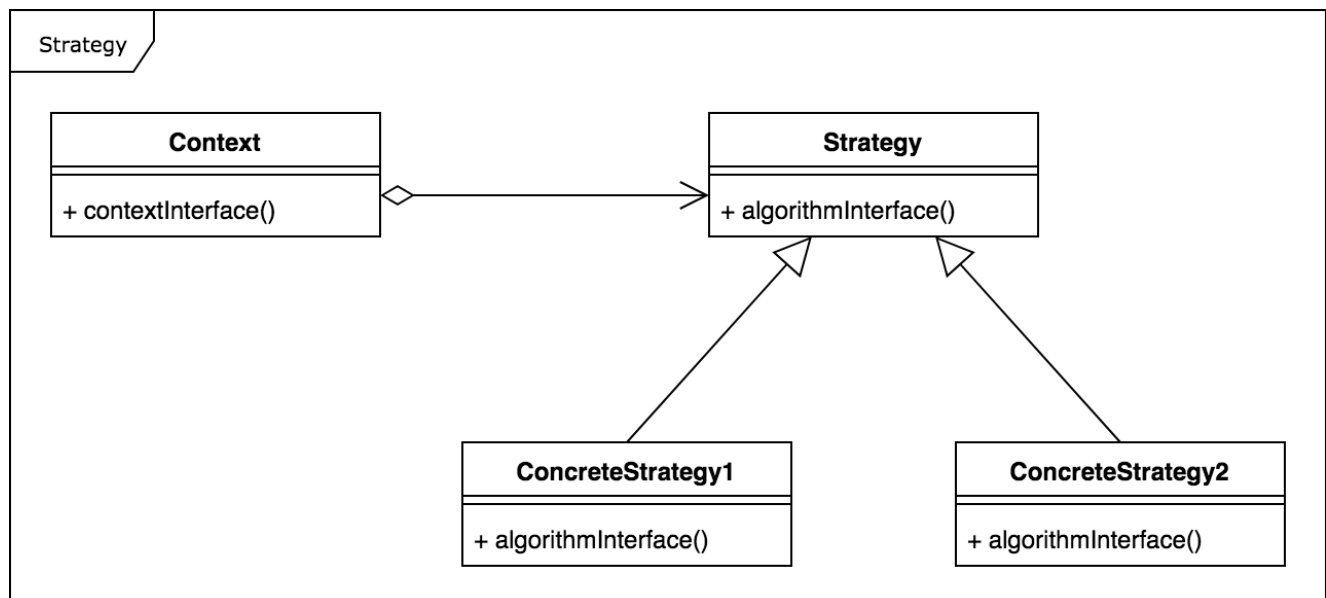 Strategy
Context
+ contextInterface()
Strategy
+ algorithmInterface()
ConcreteStrategy1
+ algorithmInterface()
ConcreteStrategy2
+ algorithmInterface()